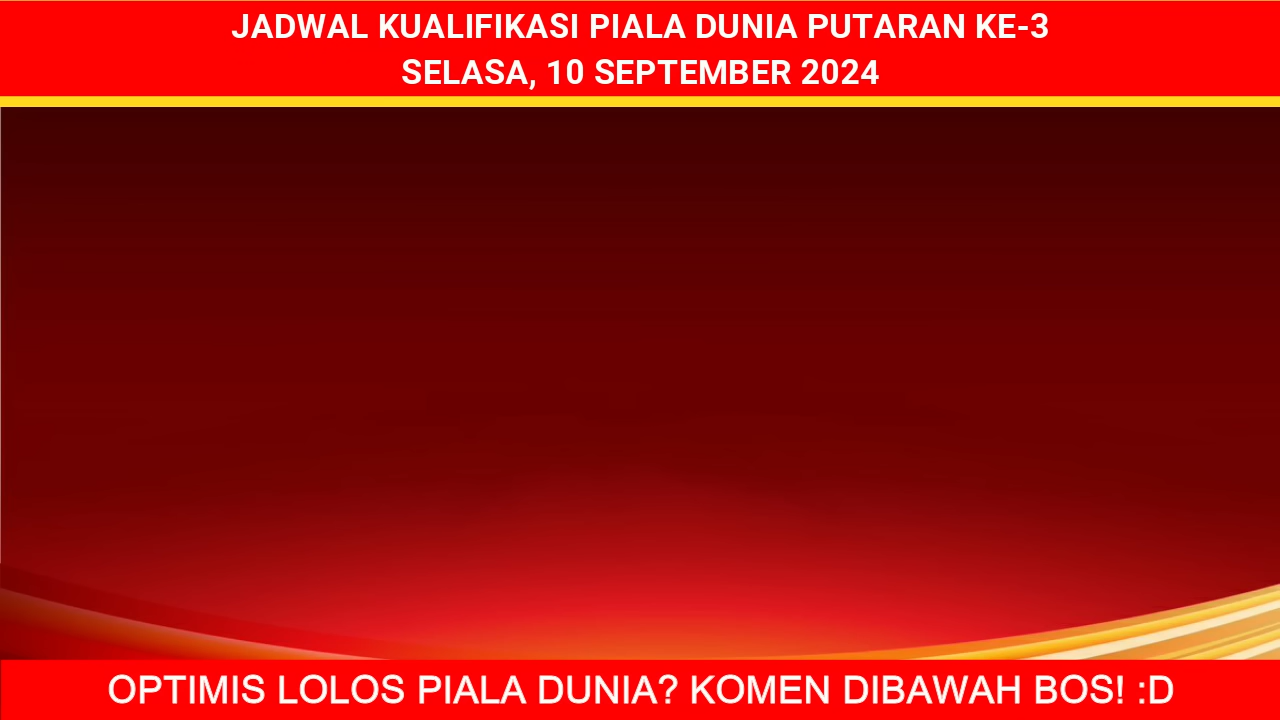 JADWAL KUALIFIKASI PIALA DUNIA PUTARAN KE-3
SELASA, 10 SEPTEMBER 2024
OPTIMIS LOLOS PIALA DUNIA? KOMEN DIBAWAH BOS! :D